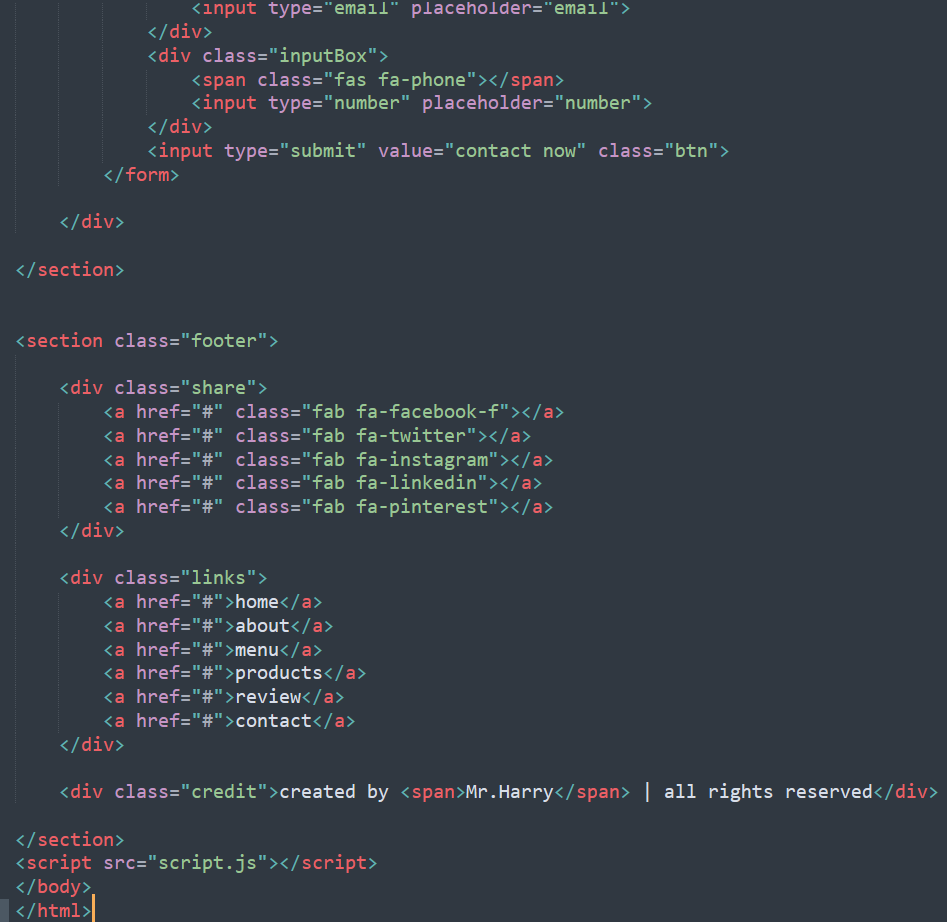 <input type="email" placeholder="email">
</div>
<div class="inputBox">
<span class="fas fa-phone"></span>
<input type="number" placeholder="number">
</div>
<input type="submit" value="contact now" class="btn">
</form>
</div>
</section>
<section class="footer">
<div class="share">
<a href="#" class="fab fa-facebook-f"></a>
<a href="#" class="fab fa-twitter"></a>
<a href="#" class="fab fa-instagram"></a>
<a href="#" class="fab fa-linkedin"></a>
<a href="#" class="fab fa-pinterest"></a>
</div>
<div class="links">
<a href="#">home</a>
<a href="#">about</a>
<a href="#">menu</a>
<a href="#">products</a>
<a href="#">review</a>
<a href="#">contact</a>
</div>
<div class="credit">created by <span>Mr.Harry</span> | all rights reserved</div>
</section>
<script src="script.js"></script>
</body>
</html>